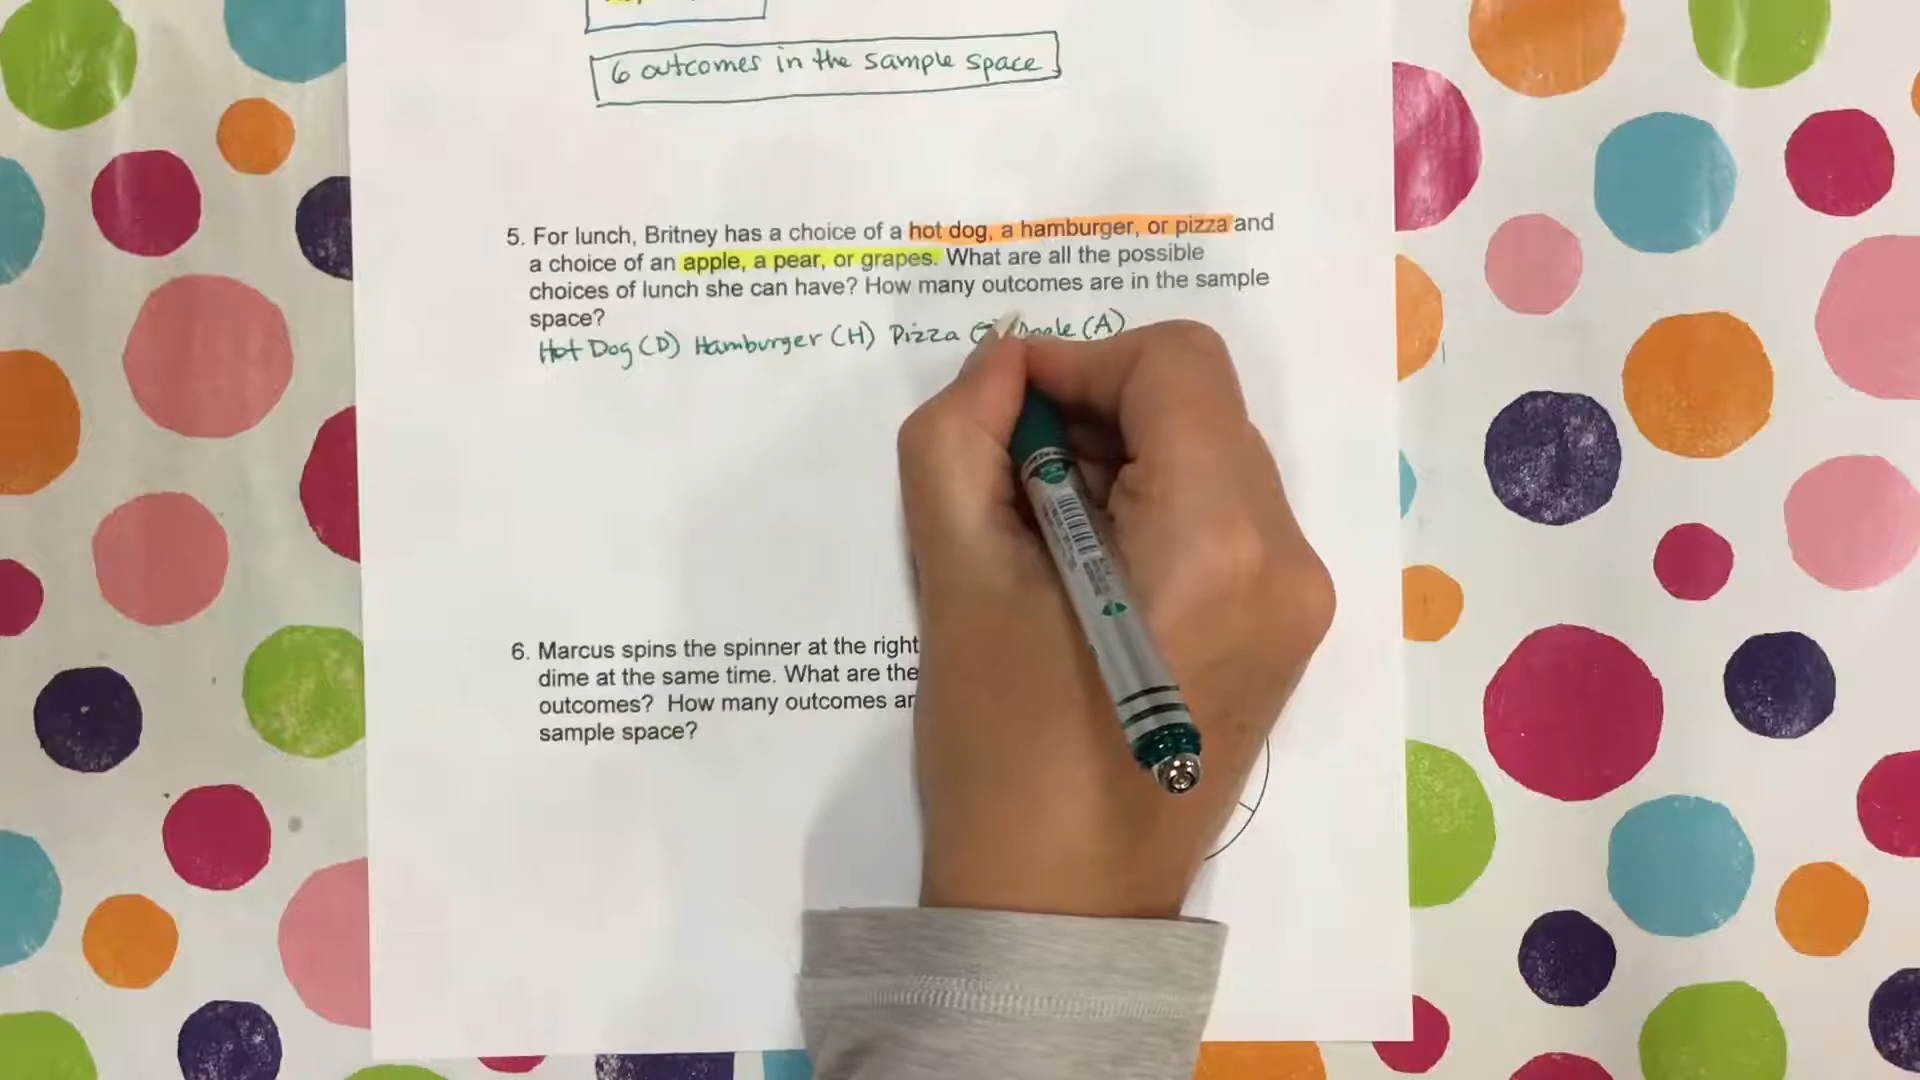 6 outcomes in the sample space
5. For lunch, Britney has a choice of a hot dog, a hamburger, or pizza and
a choice of an apple, a pear, or grapes. What are all the possible
choices of lunch she can have? How many outcomes are in the sample
space?
Hot Dog (D) Hamburger (H) Pizza Apple (A)
6. Marcus spins the spinner at the right
dime at the same time. What are the
outcomes? How many outcomes ar
sample space?